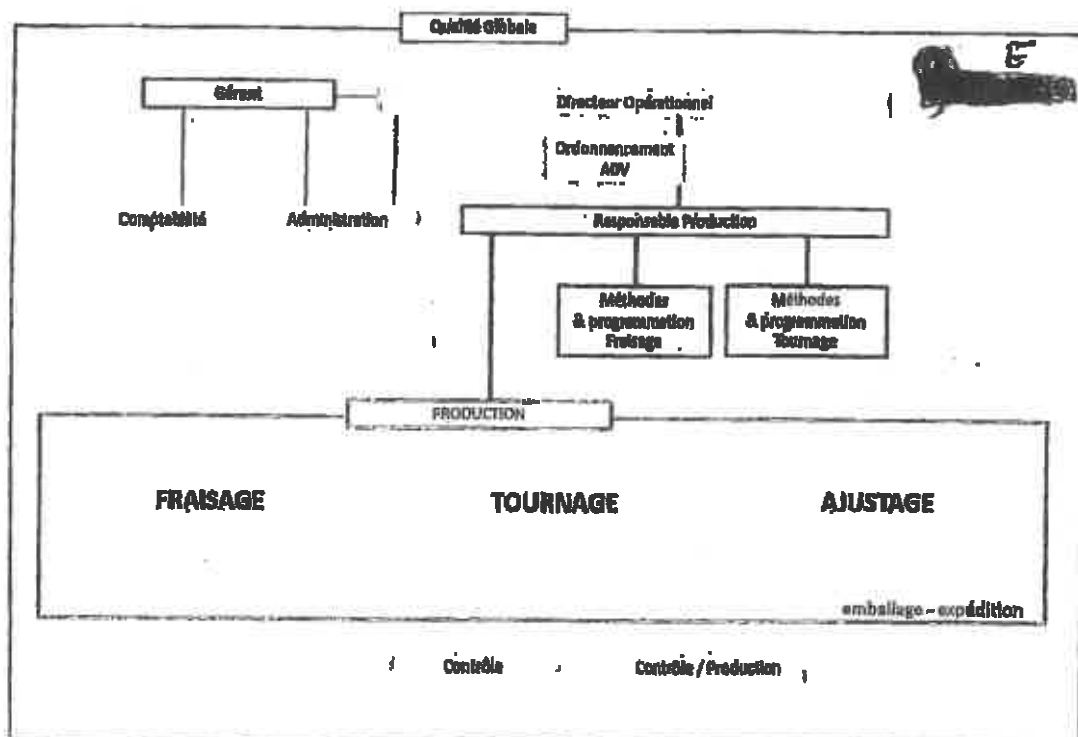 Qualité Globale
Gérant
Directeur Opérationnel
Ordonnancement
ADV
Comptabilité
Administration
Responsable Production
Méthodes
& programmation
Fraisage
Méthodes
& programmation
Tournage
PRODUCTION
FRAISAGE
TOURNAGE
AJUSTAGE
emballage - expédition
Contrôle
Contrôle / Production